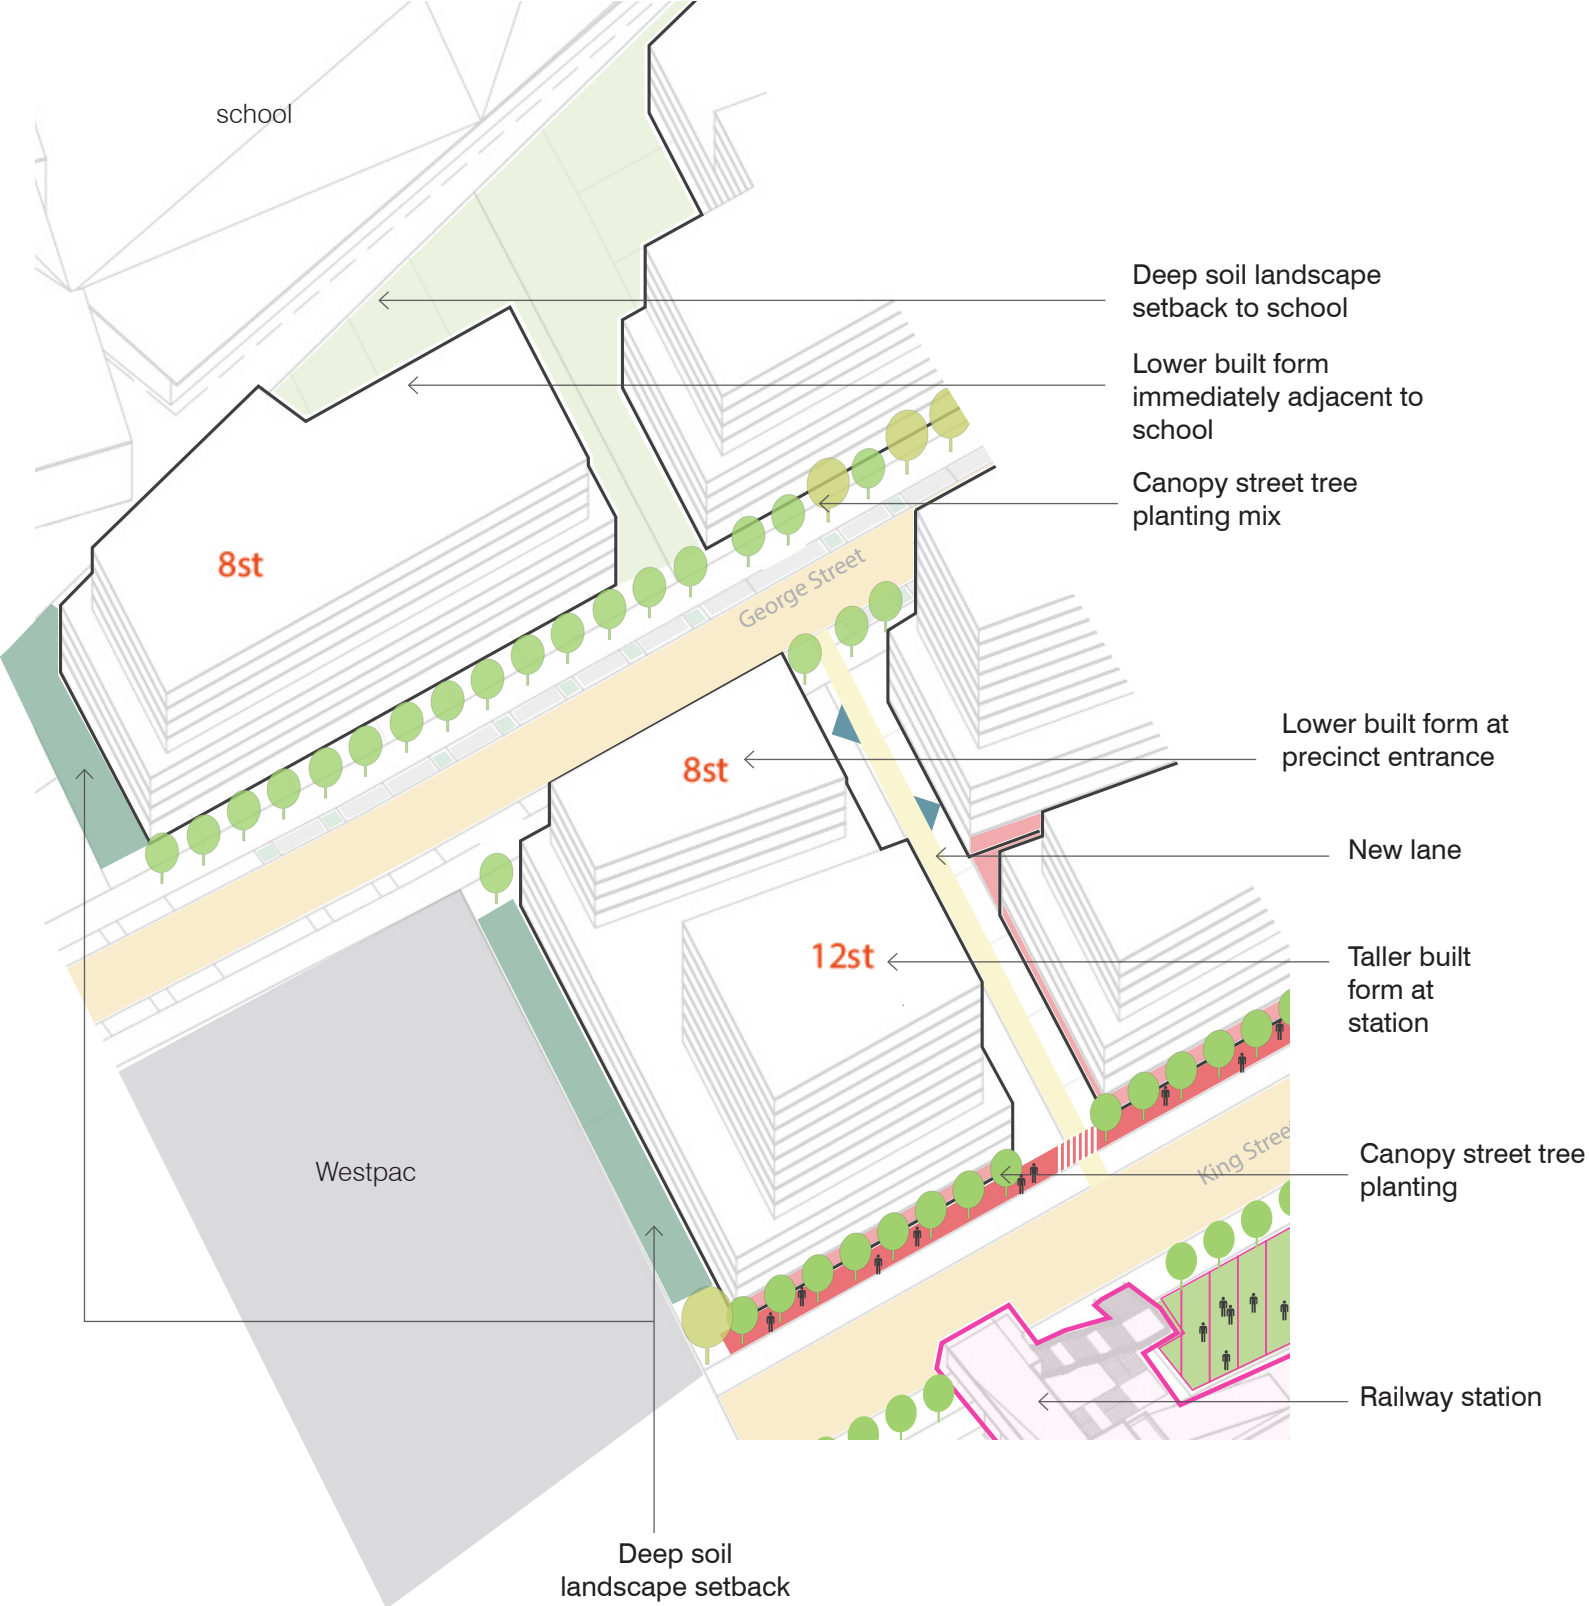 school
Deep soil landscape
setback to school
Lower built form
immediately adjacent to
school
Canopy street tree
planting mix
8st
George Street
Lower built form at
precinct entrance
8st
New lane
12st
Taller built
form at
station
Westpac
King Stree
Canopy street tree
planting
Railway station
Deep soil
landscape setback